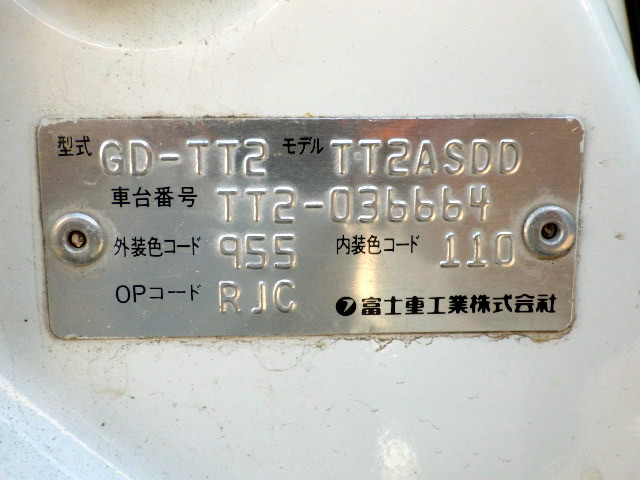 型式 GD-TT2 モデル TT2ASDD
車台番号 TT2-036664
外装色コード 955 内装色コード 110
OPコード RJC 富士重工業株式会社